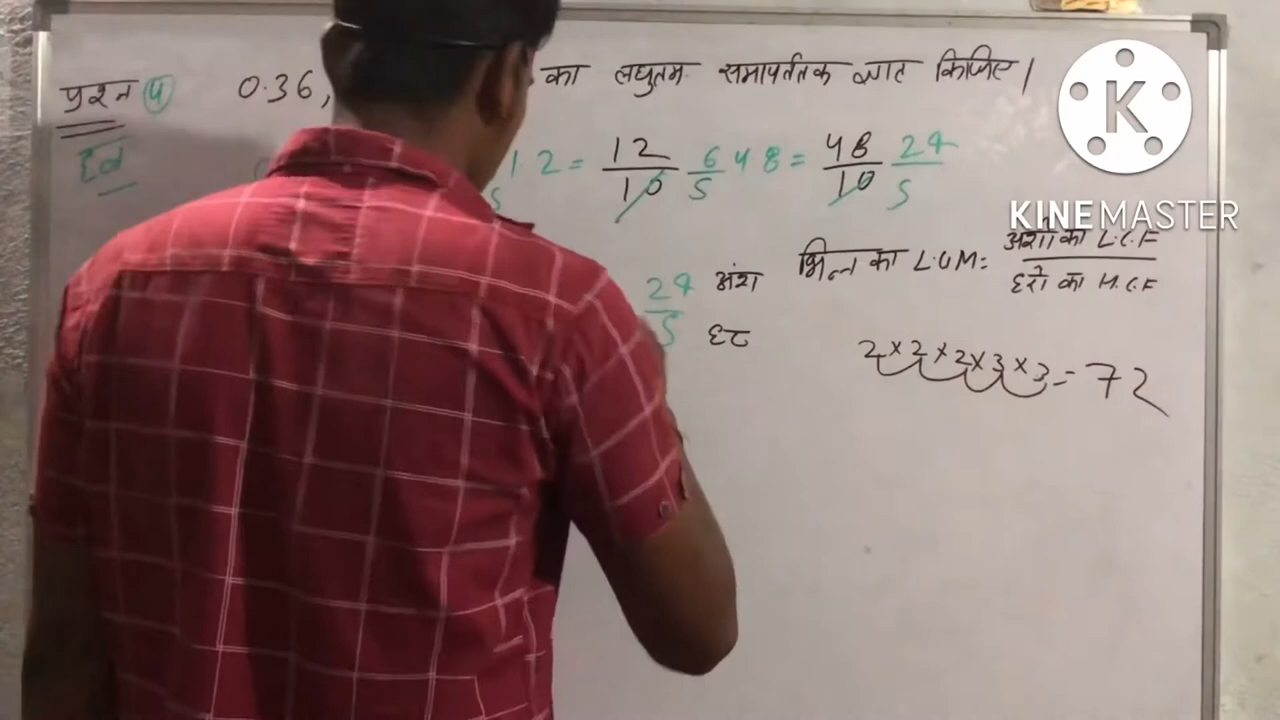 प्रश्न 4 0.36, का लघुतम समापर्तक ज्ञात किजिए।
हल 1.2 = 12/10 6/5 4 8 = 48/10 24/5
K
KINEMASTER
भिन्न का L.C.M = अंशो का L.C.F / हरो का H.C.F
24 अंश
5 हर
2×2×2×3×3 = 72